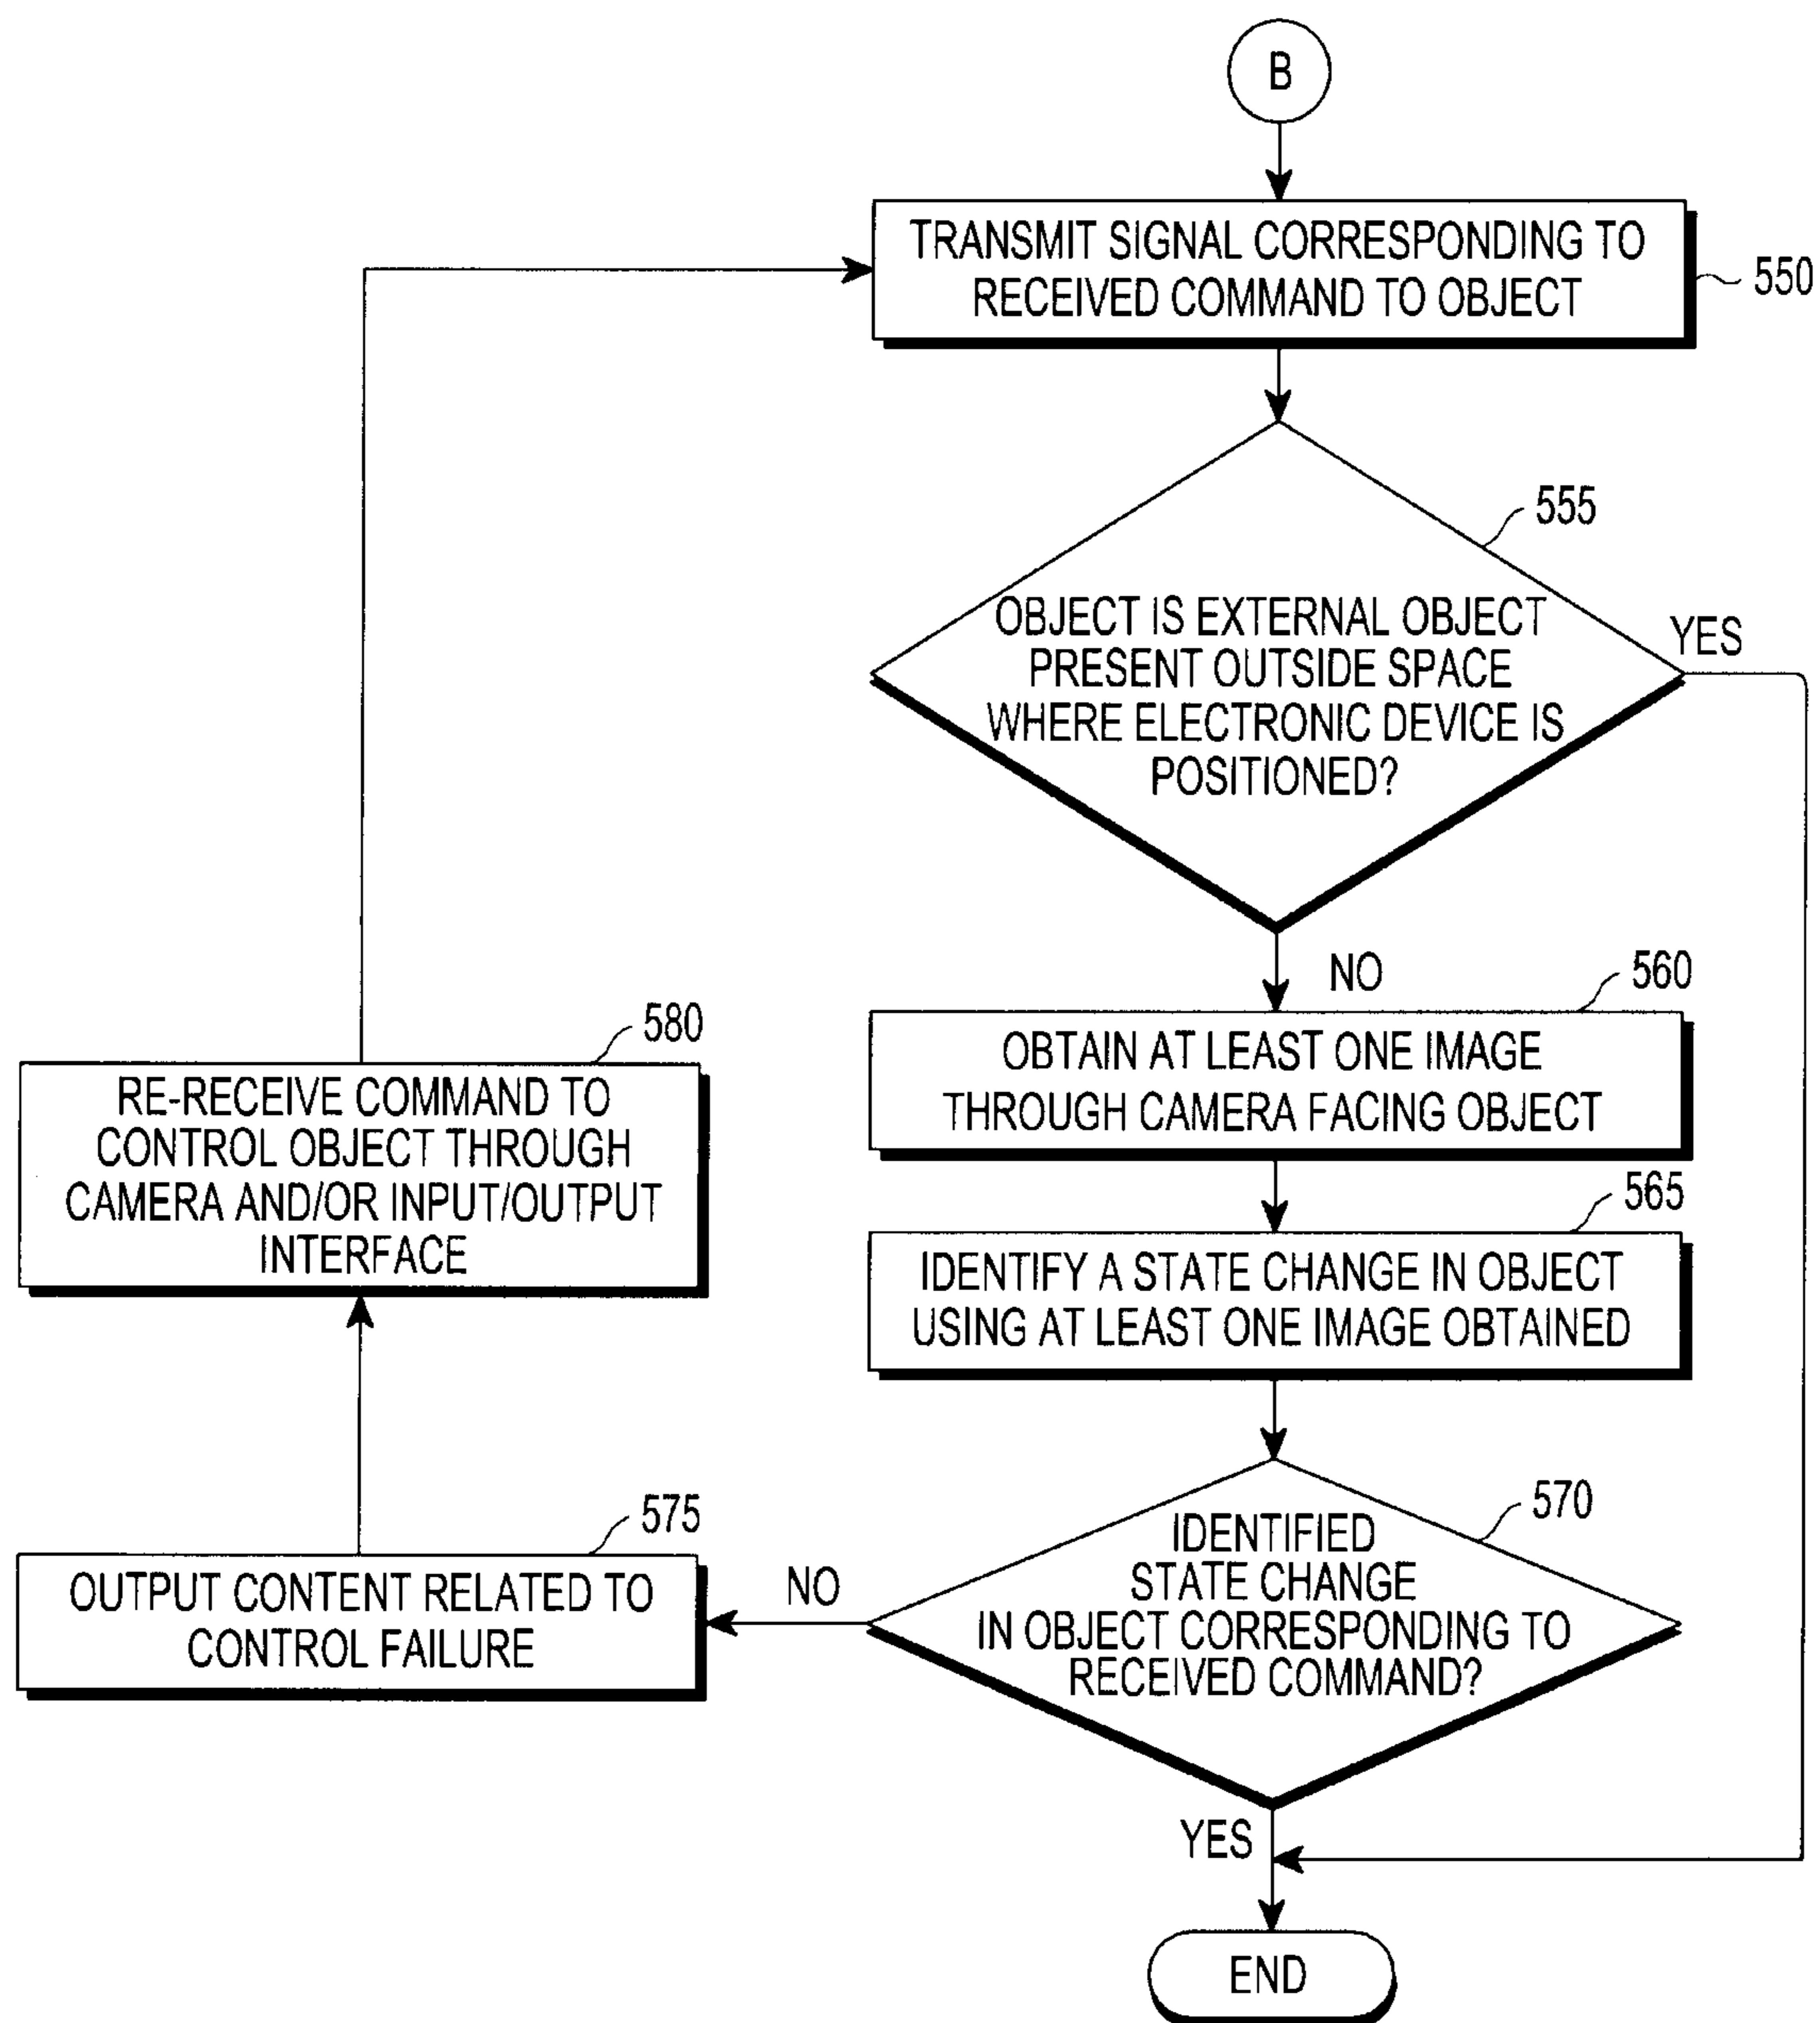 B
TRANSMIT SIGNAL CORRESPONDING TO
RECEIVED COMMAND TO OBJECT
550
555
OBJECT IS EXTERNAL OBJECT
PRESENT OUTSIDE SPACE
WHERE ELECTRONIC DEVICE IS
POSITIONED?
YES
NO
560
OBTAIN AT LEAST ONE IMAGE
THROUGH CAMERA FACING OBJECT
565
IDENTIFY A STATE CHANGE IN OBJECT
USING AT LEAST ONE IMAGE OBTAINED
570
IDENTIFIED
STATE CHANGE
IN OBJECT CORRESPONDING TO
RECEIVED COMMAND?
NO
575
OUTPUT CONTENT RELATED TO
CONTROL FAILURE
580
RE-RECEIVE COMMAND TO
CONTROL OBJECT THROUGH
CAMERA AND/OR INPUT/OUTPUT
INTERFACE
YES
END